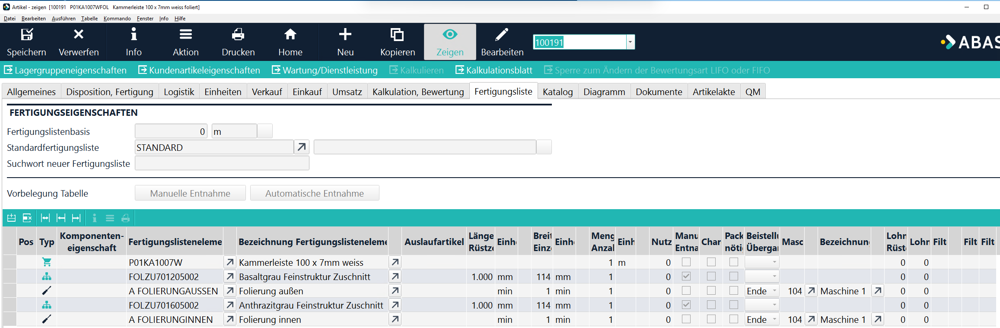 Artikel - zeigen [100191 P01KA1007WFOL Kammerleiste 100 x 7mm weiss foliert]
Datei Bearbeiten Ausführen Tabelle Kommando Fenster Info Hilfe
Speichern Verwerfen Info Aktion Drucken Home Neu Kopieren Zeigen Bearbeiten 100191 ABAS
Lagergruppeneigenschaften Kundenartikeleigenschaften Wartung/Dienstleistung Kalkulieren Kalkulationsblatt Sperre zum Ändern der Bewertungsart LIFO oder FIFO
Allgemeines Disposition, Fertigung Logistik Einheiten Verkauf Einkauf Umsatz Kalkulation, Bewertung Fertigungsliste Katalog Diagramm Dokumente Artikelakte QM
FERTIGUNGSEIGENSCHAFTEN
Fertigungslistenbasis 0 m
Standardfertigungsliste STANDARD
Suchwort neuer Fertigungsliste
Vorbelegung Tabelle Manuelle Entnahme Automatische Entnahme
Pos Typ Komponenten- Fertigungslisteneleme Bezeichnung Fertigungslisteneleme Auslaufartikel Länge Einh Breit Einh Meng Einh Nutz Manu Char Pack Beistellu Masc Bezeichnun Lohn Lohn Filt Filt Filt
eigenschaft Rüstze Einze Anzal Entna nötig Übergar Rüst
P01KA1007W Kammerleiste 100 x 7mm weiss 1 m 0 0 0
FOLZU701205002 Basaltgrau Feinstruktur Zuschnitt 1.000 mm 114 mm 1 0 0 0
A FOLIERUNGAUSSEN Folierung außen min 1 min 1 0 Ende 104 Maschine 1 0 0
FOLZU701605002 Anthrazitgrau Feinstruktur Zuschnitt 1.000 mm 114 mm 1 0 0 0
A FOLIERUNGINNEN Folierung innen min 1 min 1 0 Ende 104 Maschine 1 0 0